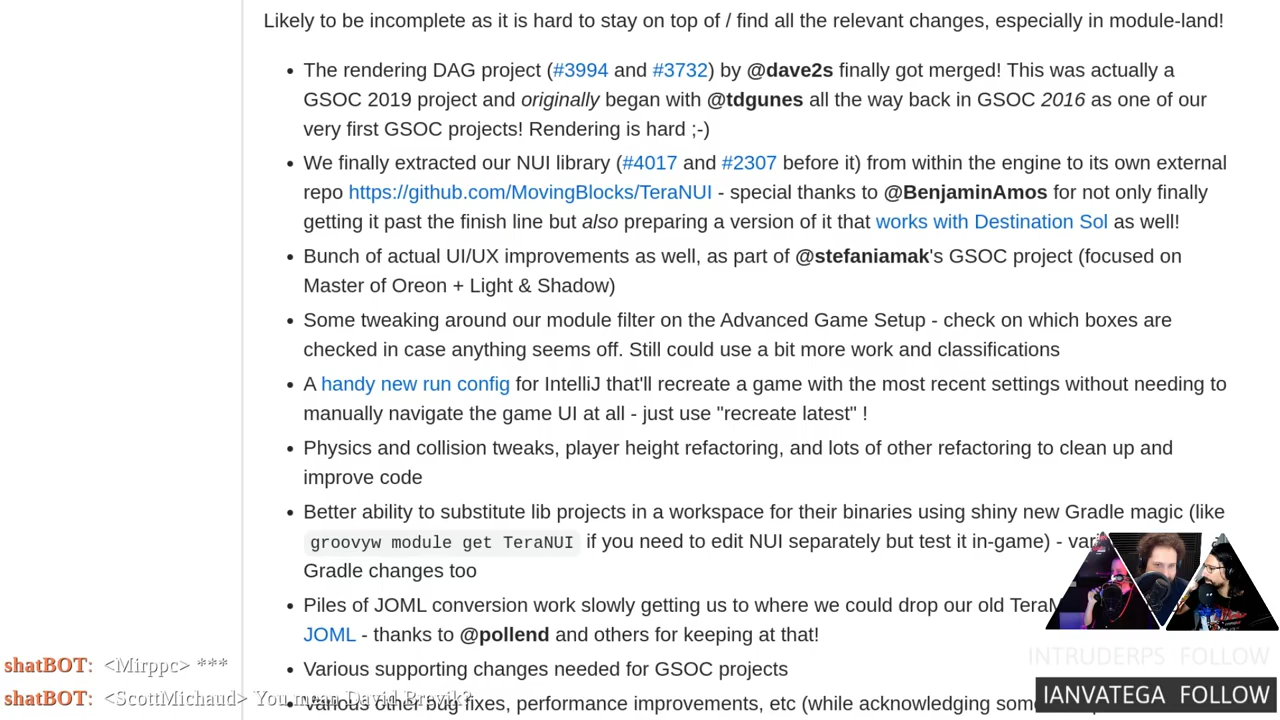 Likely to be incomplete as it is hard to stay on top of / find all the relevant changes, especially in module-land!
• The rendering DAG project (#3994 and #3732) by @dave2s finally got merged! This was actually a
GSOC 2019 project and originally began with @tdgunes all the way back in GSOC 2016 as one of our
very first GSOC projects! Rendering is hard ;-)
• We finally extracted our NUI library (#4017 and #2307 before it) from within the engine to its own external
repo https://github.com/MovingBlocks/TeraNUI - special thanks to @BenjaminAmos for not only finally
getting it past the finish line but also preparing a version of it that works with Destination Sol as well!
• Bunch of actual UI/UX improvements as well, as part of @stefaniamak's GSOC project (focused on
Master of Oreon + Light & Shadow)
• Some tweaking around our module filter on the Advanced Game Setup - check on which boxes are
checked in case anything seems off. Still could use a bit more work and classifications
• A handy new run config for IntelliJ that'll recreate a game with the most recent settings without needing to
manually navigate the game UI at all - just use "recreate latest" !
• Physics and collision tweaks, player height refactoring, and lots of other refactoring to clean up and
improve code
• Better ability to substitute lib projects in a workspace for their binaries using shiny new Gradle magic (like
groovyw module get TeraNUI if you need to edit NUI separately but test it in-game) -
Gradle changes too
• Piles of JOML conversion work slowly getting us to where we could drop our old
JOML - thanks to @pollend and others for keeping at that!
• Various supporting changes needed for GSOC projects
• Various other bug fixes, performance improvements, etc (while acknowledging
shatBOT: <Mirppc> ***
shatBOT: <ScottMichaud> You mean David Brevik?
INTRUDERPS FOLLOW
IANVATEGA FOLLOW